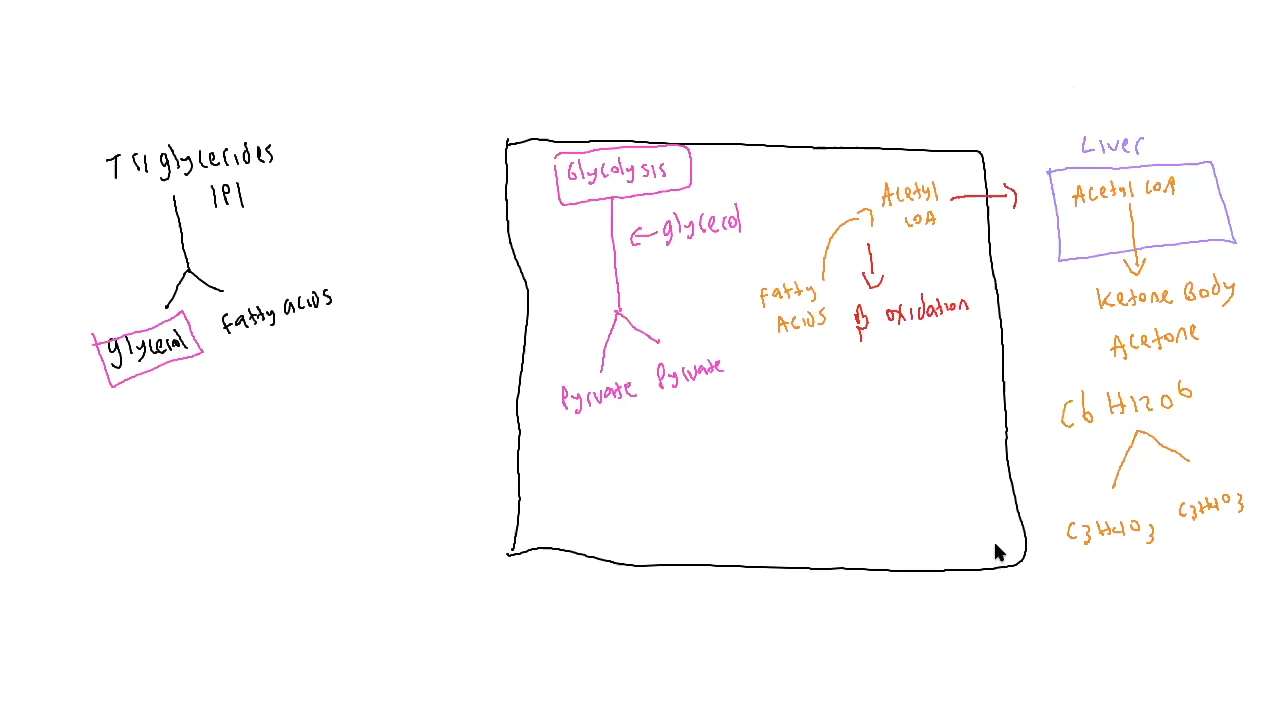 Triglycerides
|P|
glycerol
fatty acids
Glycolysis
glycerol
Pyruvate Pyruvate
Acetyl
COA
Fatty
Acids
β oxidation
Liver
Acetyl COA
Ketone Body
Acetone
C6 H12 O6
C3H4O3
C3H4O3